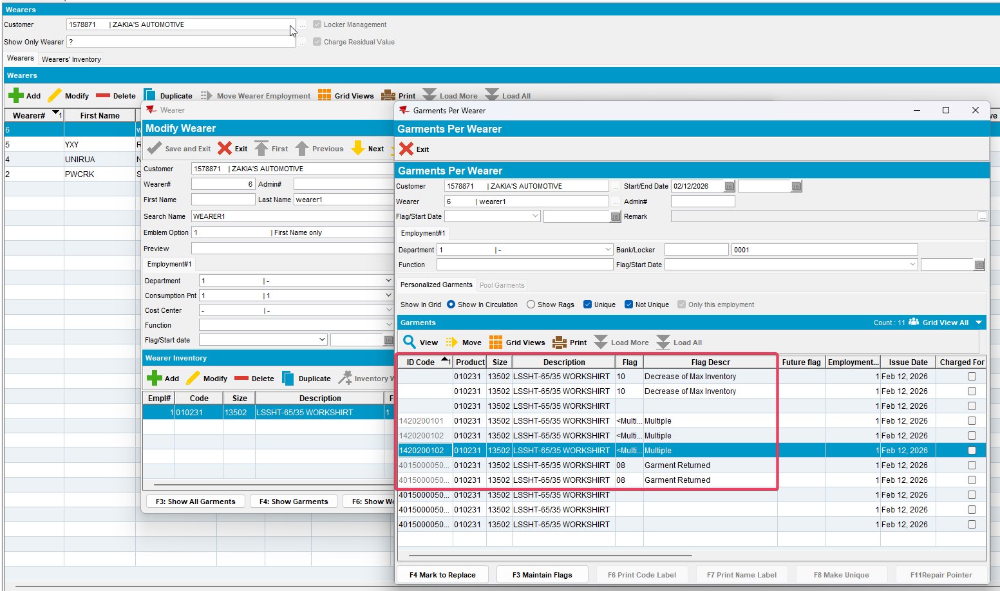 Wearers
Customer 1578871 | ZAKIA'S AUTOMOTIVE ... Locker Management
Show Only Wearer ? ... Charge Residual Value
Wearers Wearers' Inventory
Wearers
Add Modify Delete Duplicate Move Wearer Employment Grid Views Print Load More Load All
Wearer# 1 First Name
6
5 YXY
4 UNIRUA
2 PWCRK
Wearer
Modify Wearer
Save and Exit Exit First Previous Next
Customer 1578871 | ZAKIA'S AUTOMOTIVE
Wearer# 6 Admin#
First Name Last Name wearer1
Search Name WEARER1
Emblem Option 1 | First Name only
Preview
Employment#1
Department 1 | -
Consumption Pnt 1 | 1
Cost Center - | -
Function
Flag/Start date 16
Wearer Inventory
Add Modify Delete Duplicate Inventory W
Empl# Code Size Description F
1 010231 13502 LSSHT-65/35 WORKSHIRT 1
F3: Show All Garments F4: Show Garments F6: Show Wo
Garments Per Wearer
Garments Per Wearer
Exit
Garments Per Wearer
Customer 1578871 | ZAKIA'S AUTOMOTIVE ... Start/End Date 02/12/2026 16 16
Wearer 6 | wearer1 ... Admin#
Flag/Start Date 16 Remark ...
Employment#1
Department 1 | - Bank/Locker 0001
Function Flag/Start Date 16
Personalized Garments Pool Garments
Show In Grid Show In Circulation Show Rags Unique Not Unique Only this employment
Garments Count : 11 Grid View All
View Move Grid Views Print Load More Load All
ID Code 1 Product Size Description Flag Flag Descr Future flag Employment... Issue Date Charged For
010231 13502 LSSHT-65/35 WORKSHIRT 10 Decrease of Max Inventory 1 Feb 12, 2026
010231 13502 LSSHT-65/35 WORKSHIRT 10 Decrease of Max Inventory 1 Feb 12, 2026
010231 13502 LSSHT-65/35 WORKSHIRT 1 Feb 12, 2026
1420200101 010231 13502 LSSHT-65/35 WORKSHIRT <Multi... Multiple 1 Feb 12, 2026
1420200102 010231 13502 LSSHT-65/35 WORKSHIRT <Multi... Multiple 1 Feb 12, 2026
1420200102 010231 13502 LSSHT-65/35 WORKSHIRT <Multi... Multiple 1 Feb 12, 2026
4015000050... 010231 13502 LSSHT-65/35 WORKSHIRT 08 Garment Returned 1 Feb 12, 2026
4015000050... 010231 13502 LSSHT-65/35 WORKSHIRT 08 Garment Returned 1 Feb 12, 2026
4015000050... 010231 13502 LSSHT-65/35 WORKSHIRT 1 Feb 12, 2026
4015000050... 010231 13502 LSSHT-65/35 WORKSHIRT 1 Feb 12, 2026
4015000050... 010231 13502 LSSHT-65/35 WORKSHIRT 1 Feb 12, 2026
F4 Mark to Replace F3 Maintain Flags F6 Print Code Label F7 Print Name Label F8 Make Unique F11Repair Pointer